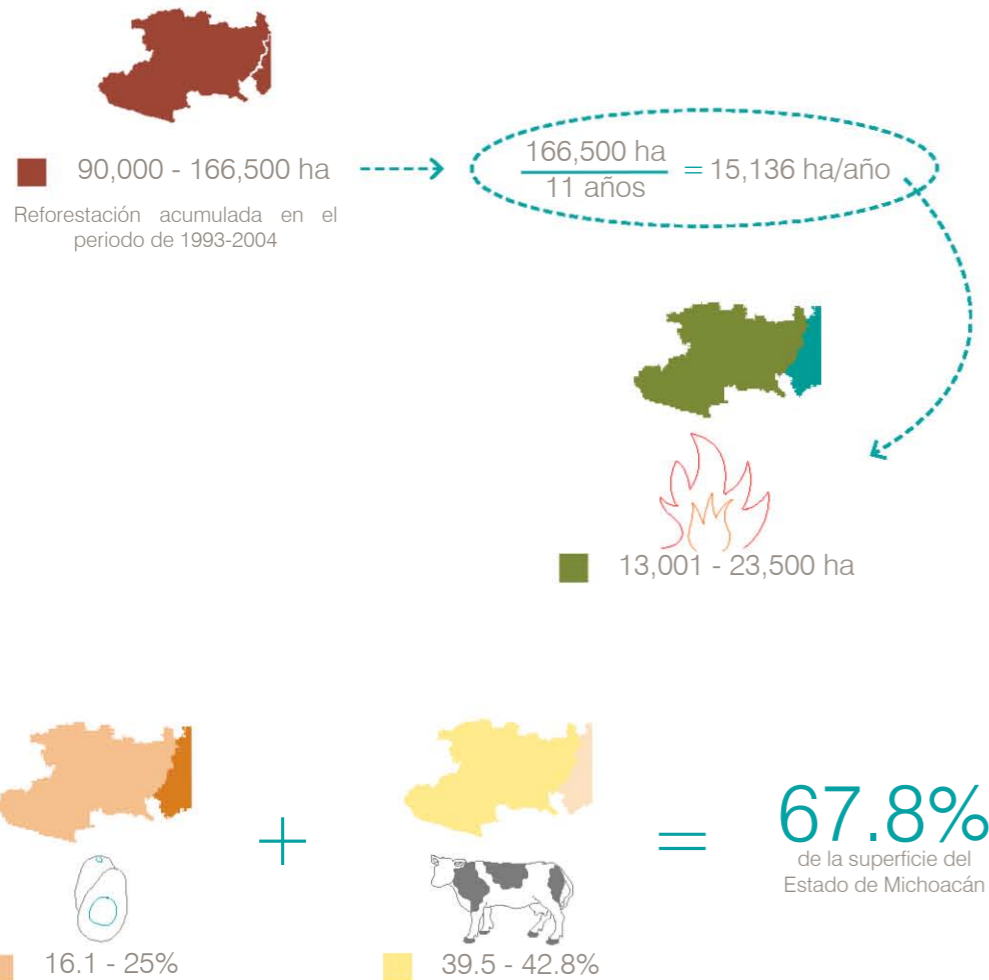 90,000 - 166,500 ha
Reforestación acumulada en el
periodo de 1993-2004
166,500 ha
11 años
= 15,136 ha/año
13,001 - 23,500 ha
+
=
67.8%
de la superficie del
Estado de Michoacán
16.1 - 25%
39.5 - 42.8%